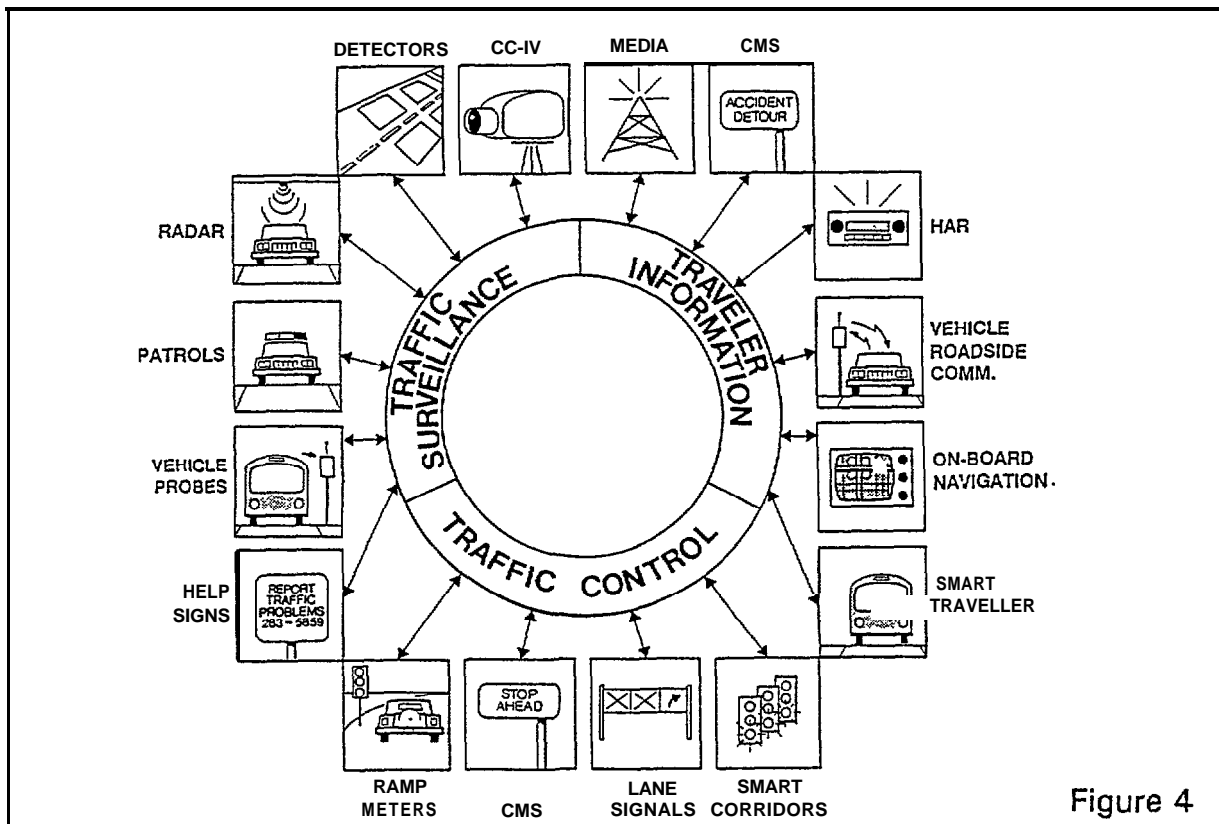 DETECTORS
CC-IV
MEDIA
CMS
ACCIDENT
DETOUR
RADAR
HAR
PATROLS
VEHICLE
ROADSIDE
COMM.
VEHICLE
PROBES
ON-BOARD
NAVIGATION.
HELP
SIGNS
REPORT
TRAFFIC
PROBLEMS
283-5859
SMART
TRAVELLER
TRAFFIC
SURVEILLANCE
TRAVELER
INFORMATION
TRAFFIC CONTROL
STOP
AHEAD
RAMP
METERS
CMS
LANE
SIGNALS
SMART
CORRIDORS
Figure 4